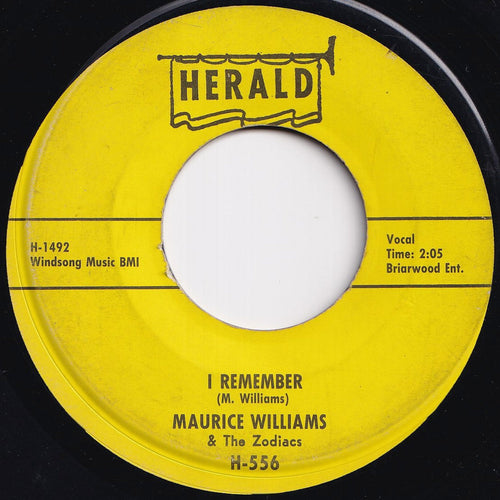 HERALD
H-1492
Windsong Music BMI
Vocal
Time: 2:05
Briarwood Ent.
I REMEMBER
(M. Williams)
MAURICE WILLIAMS
& The Zodiacs
H-556